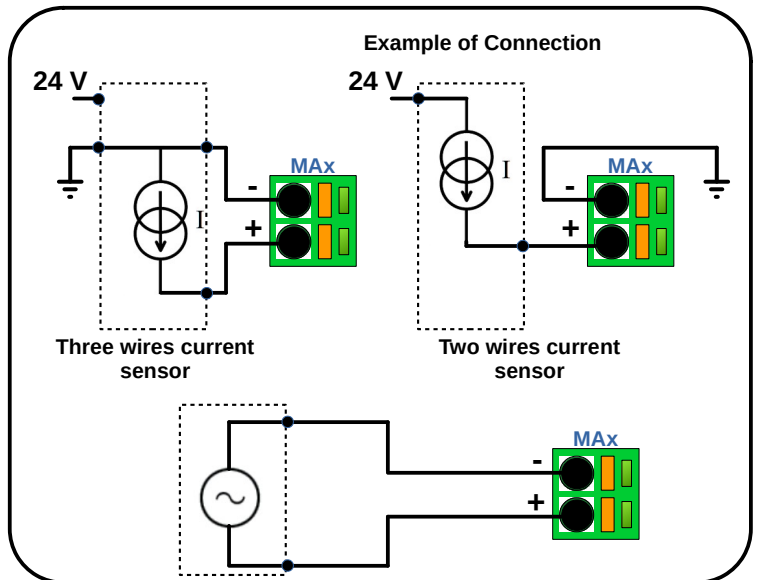 Example of Connection
24 V
24 V
MAx
-
+
I
MAx
-
+
I
Three wires current
sensor
Two wires current
sensor
MAx
-
+